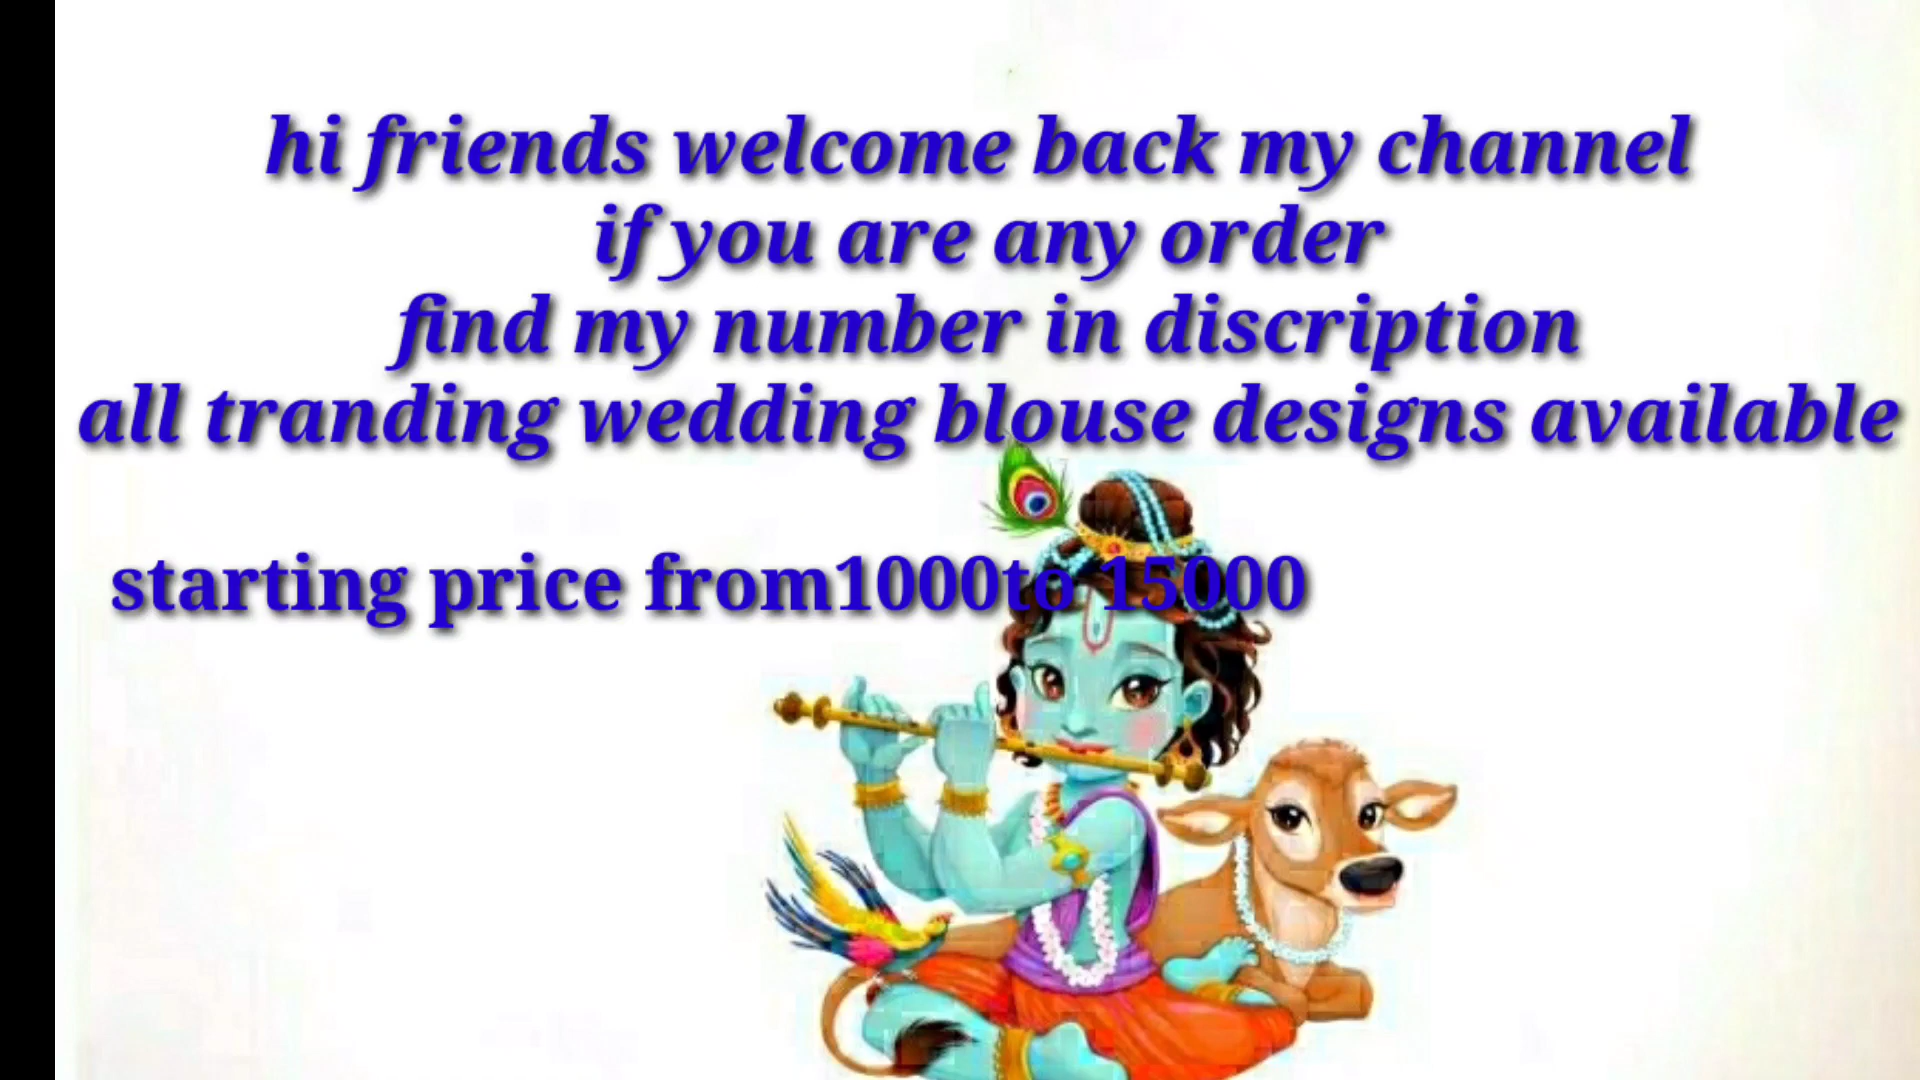 hi friends welcome back my channel
if you are any order
find my number in discription
all tranding wedding blouse designs available
starting price from1000to 15000